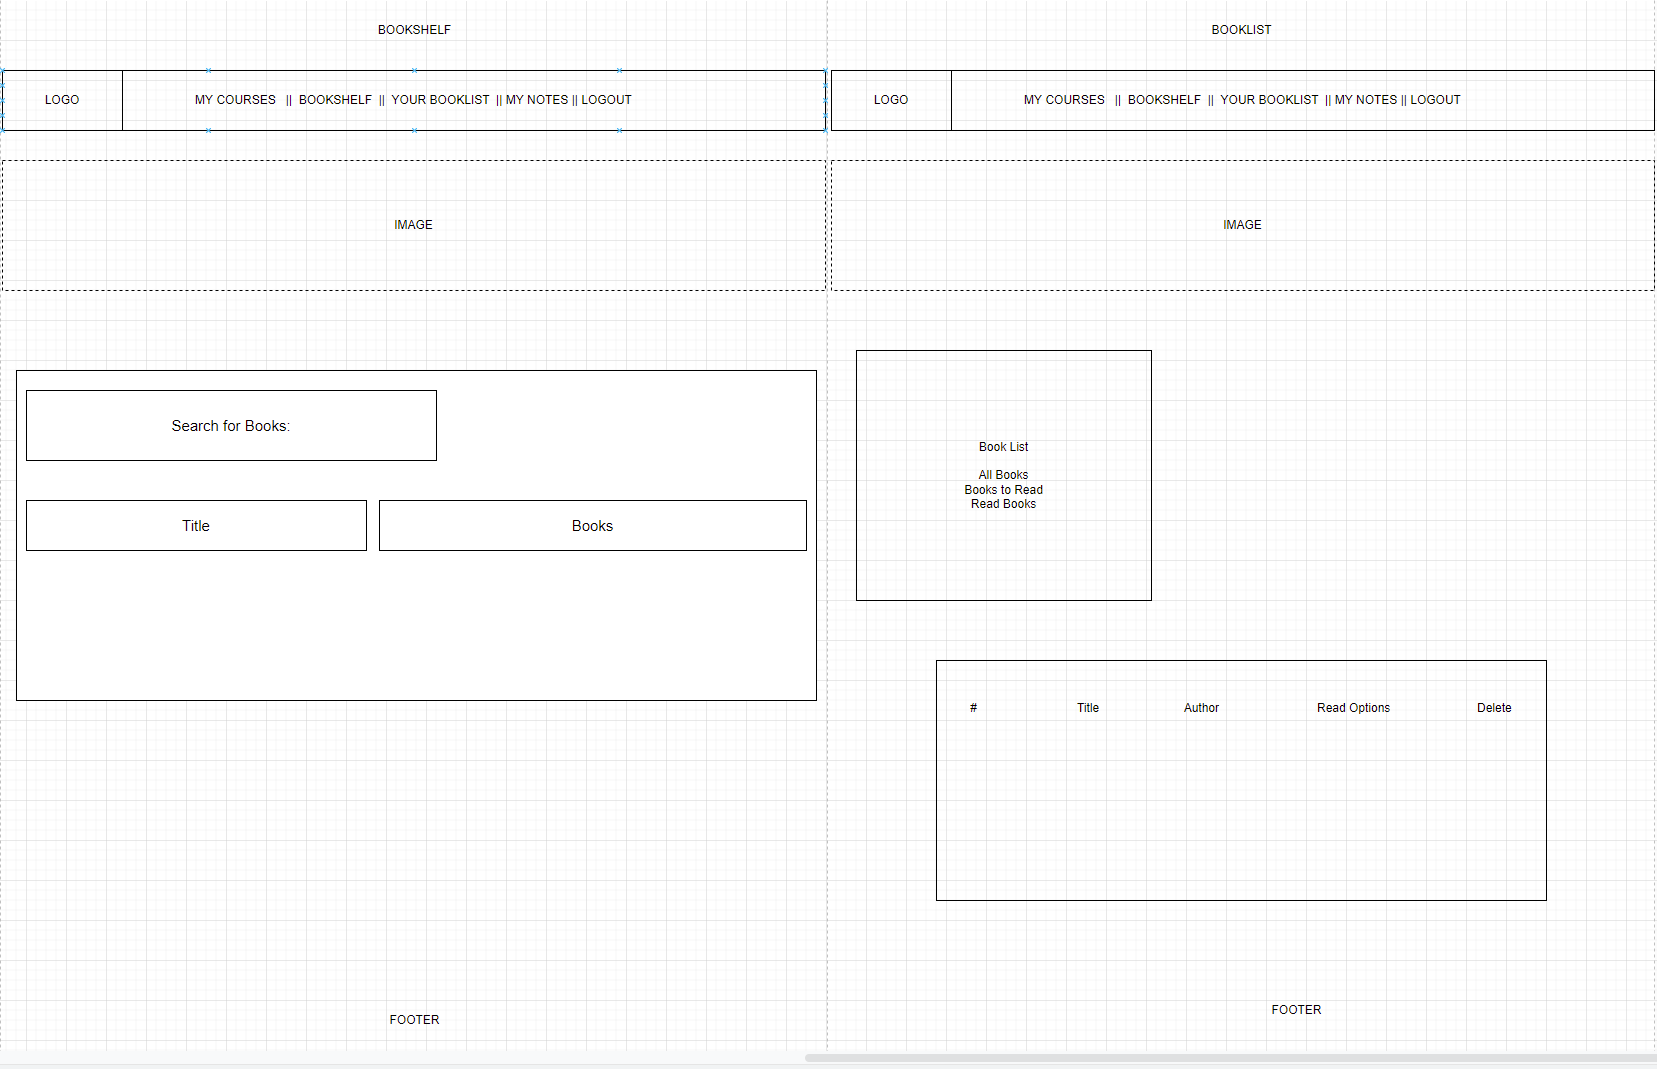 BOOKSHELF
LOGO
MY COURSES || BOOKSHELF || YOUR BOOKLIST || MY NOTES || LOGOUT
IMAGE
Search for Books:
Title
Books
FOOTER
BOOKLIST
LOGO
MY COURSES || BOOKSHELF || YOUR BOOKLIST || MY NOTES || LOGOUT
IMAGE
Book List
All Books
Books to Read
Read Books
# Title Author Read Options Delete
FOOTER